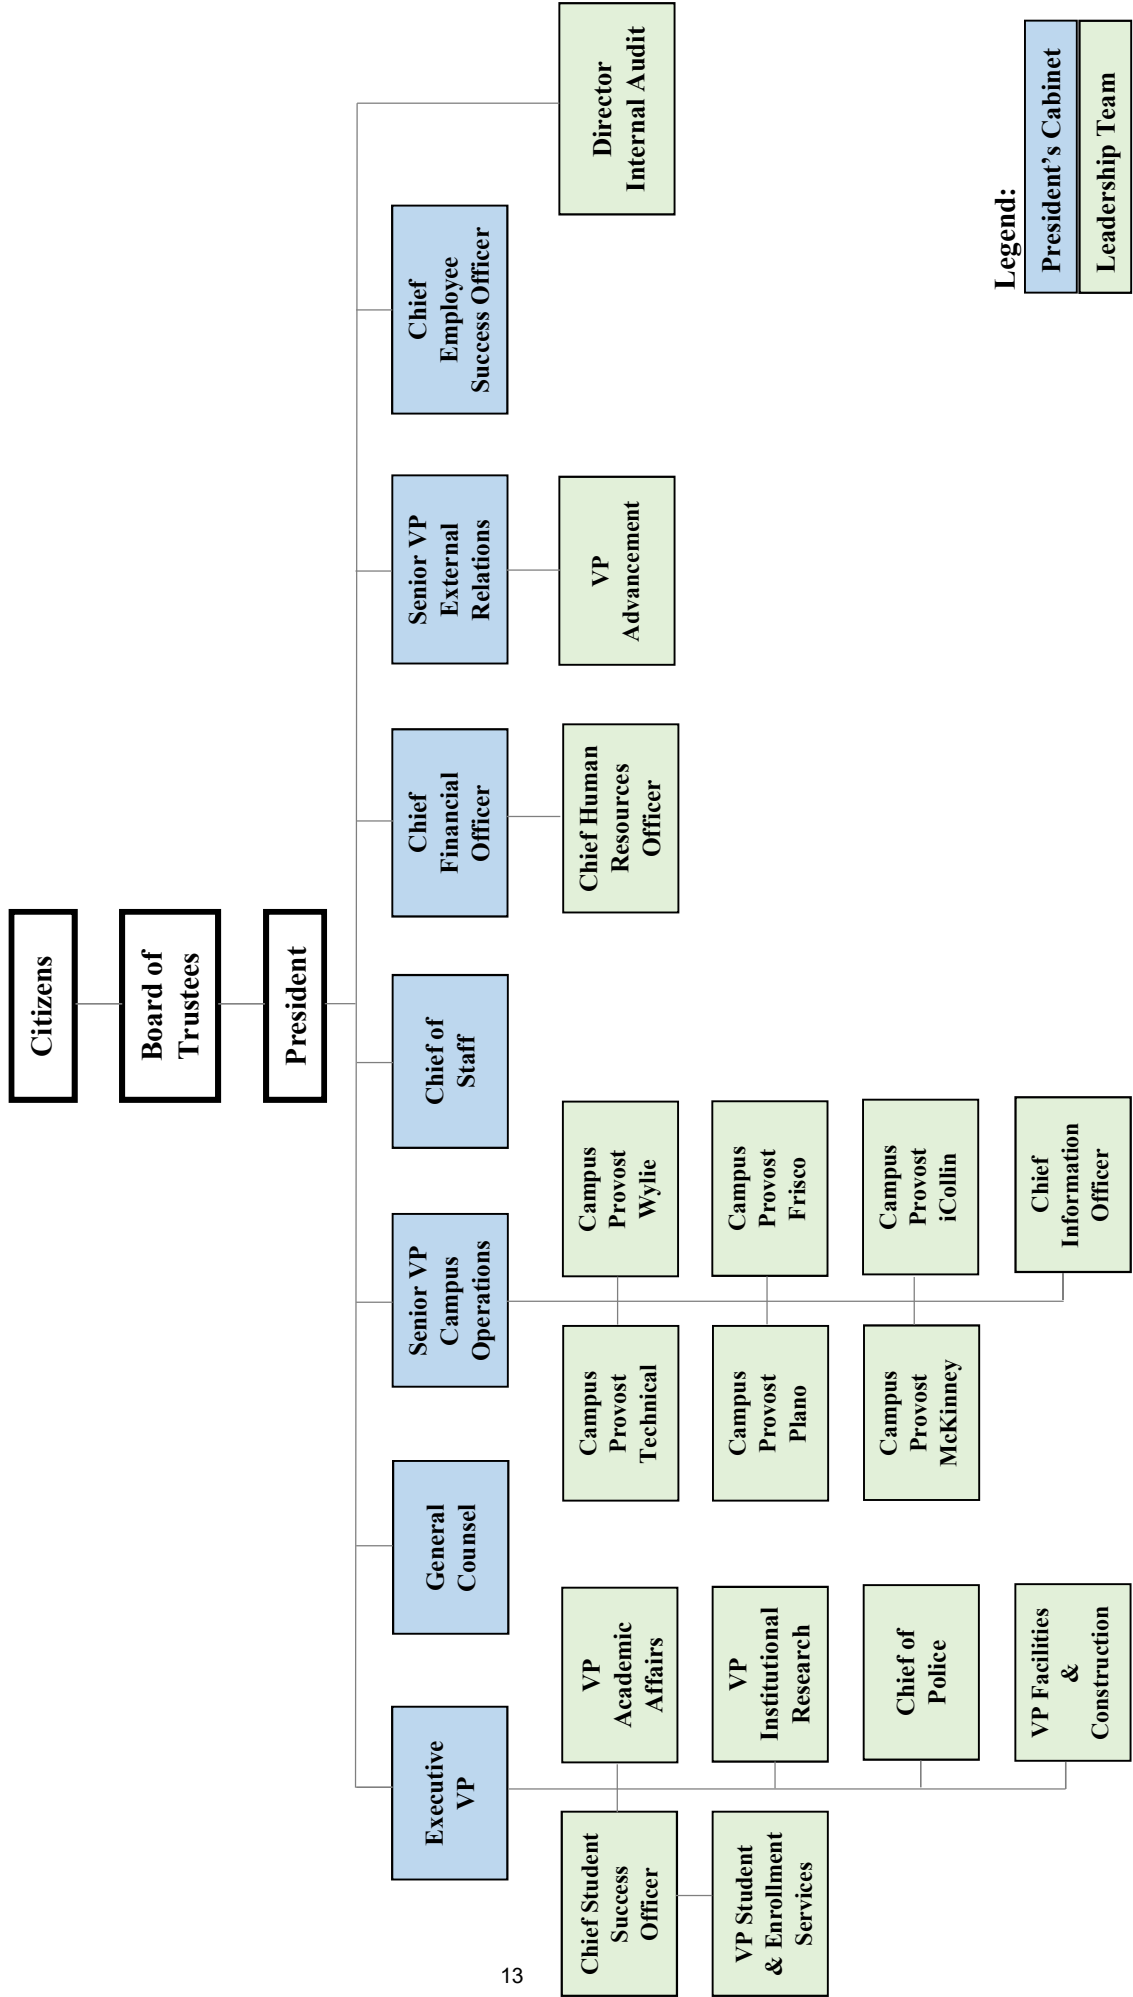 Citizens
Board of
Trustees
President
Executive
VP
General
Counsel
Senior VP
Campus
Operations
Chief of
Staff
Chief
Financial
Officer
Senior VP
External
Relations
Chief
Employee
Success Officer
Chief Student
Success
Officer
VP
Academic
Affairs
Campus
Provost
Technical
Campus
Provost
Wylie
Chief Human
Resources
Officer
VP
Advancement
Director
Internal Audit
VP Student
& Enrollment
Services
VP
Institutional
Research
Campus
Provost
Plano
Campus
Provost
Frisco
Chief of
Police
Campus
Provost
McKinney
Campus
Provost
iCollin
VP Facilities
&
Construction
Chief
Information
Officer
Legend:
President’s Cabinet
Leadership Team
13